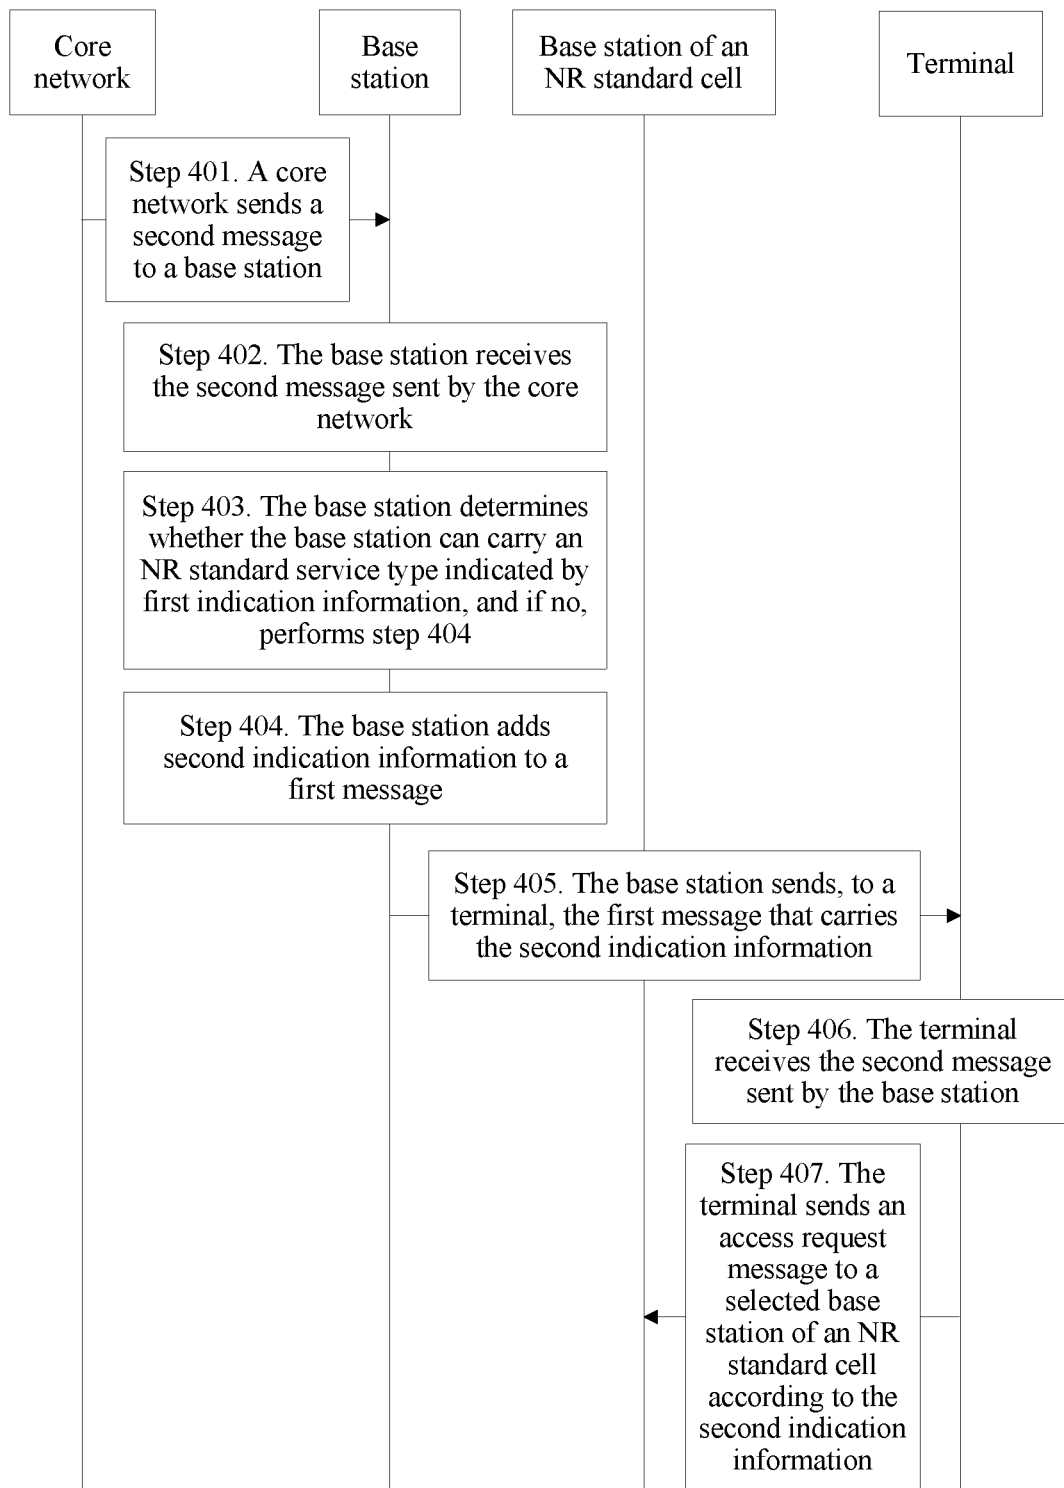 Core
network
Base
station
Base station of an
NR standard cell
Terminal
Step 401. A core
network sends a
second message
to a base station
Step 402. The base station receives
the second message sent by the core
network
Step 403. The base station determines
whether the base station can carry an
NR standard service type indicated by
first indication information, and if no,
performs step 404
Step 404. The base station adds
second indication information to a
first message
Step 405. The base station sends, to a
terminal, the first message that carries
the second indication information
Step 406. The terminal
receives the second message
sent by the base station
Step 407. The
terminal sends an
access request
message to a
selected base
station of an NR
standard cell
according to the
second indication
information